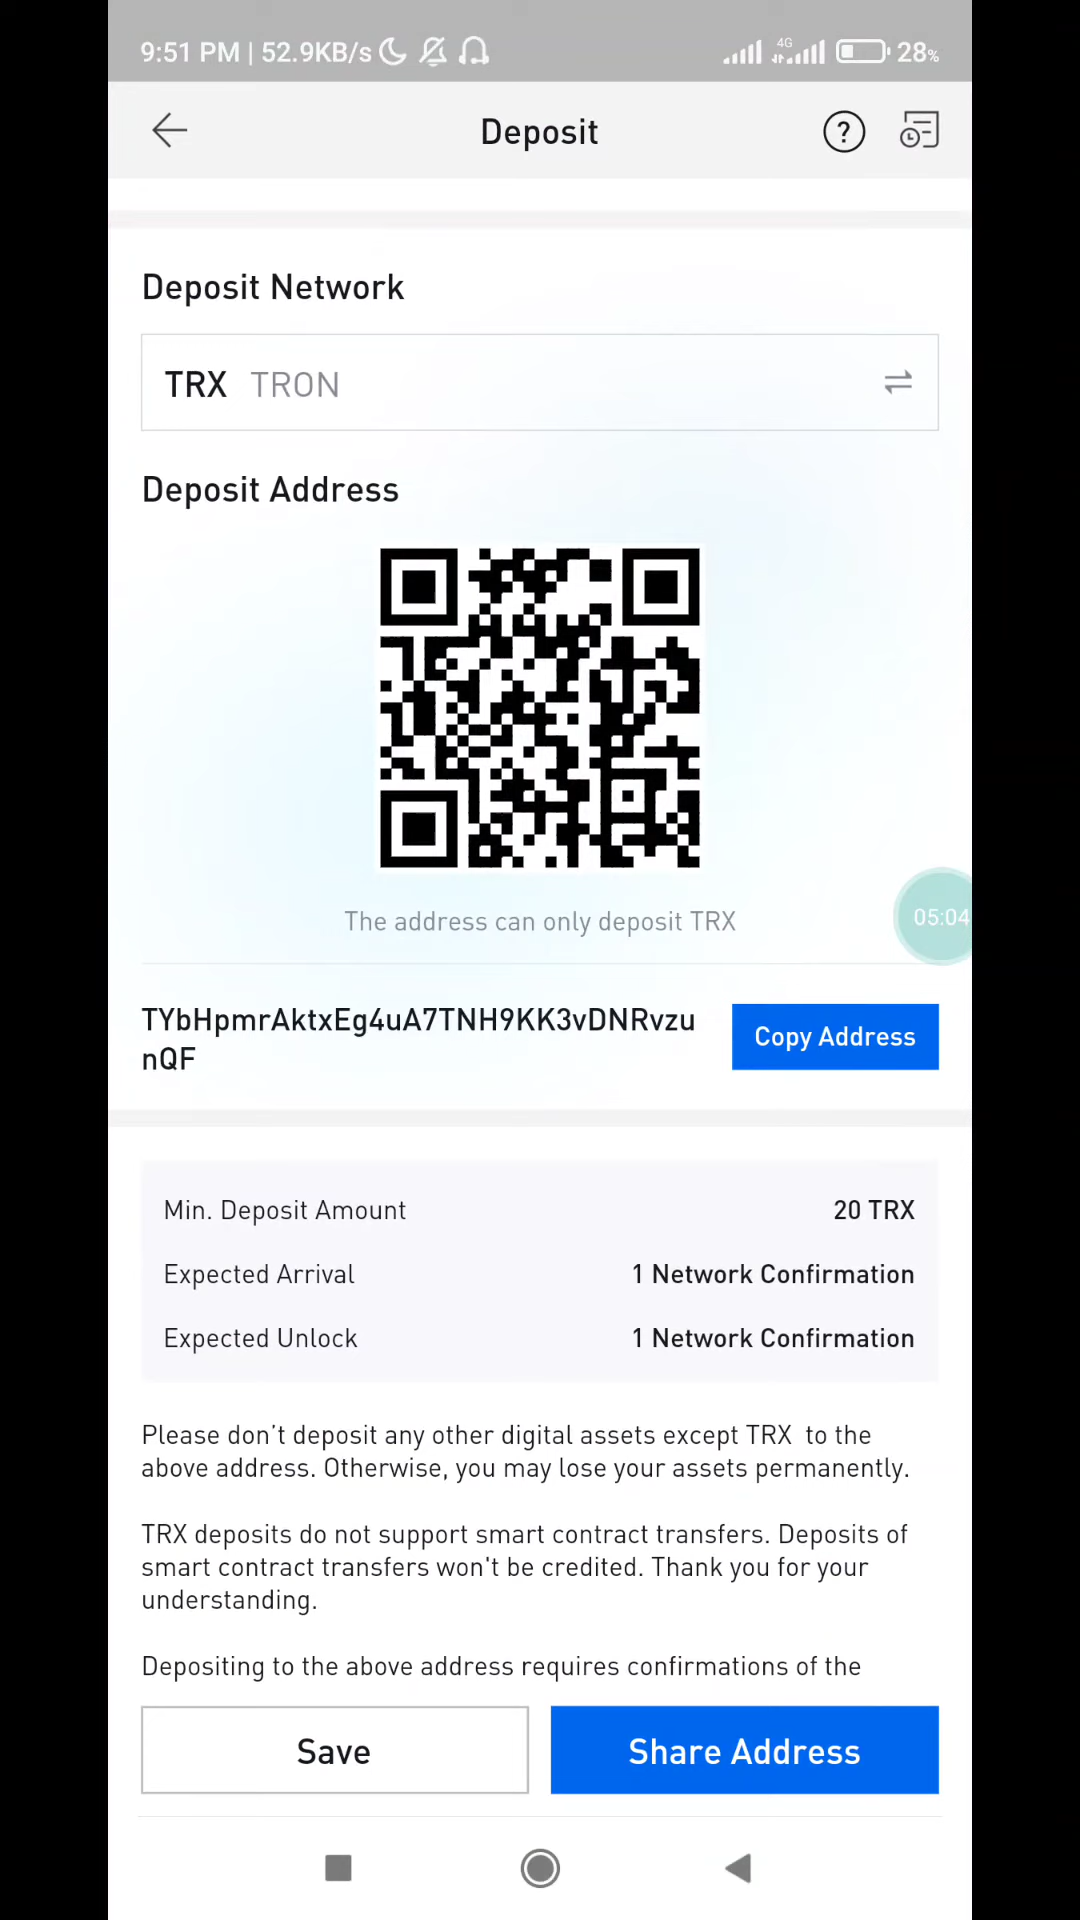 9:51 PM | 52.9KB/s 4G 28%
Deposit ?
Deposit Network
TRX TRON
Deposit Address
The address can only deposit TRX
05:04
TYbHpmrAktxEg4uA7TNH9KK3vDNRvzu
nQF
Copy Address
Min. Deposit Amount 20 TRX
Expected Arrival 1 Network Confirmation
Expected Unlock 1 Network Confirmation
Please don't deposit any other digital assets except TRX to the
above address. Otherwise, you may lose your assets permanently.
TRX deposits do not support smart contract transfers. Deposits of
smart contract transfers won't be credited. Thank you for your
understanding.
Depositing to the above address requires confirmations of the
Save Share Address